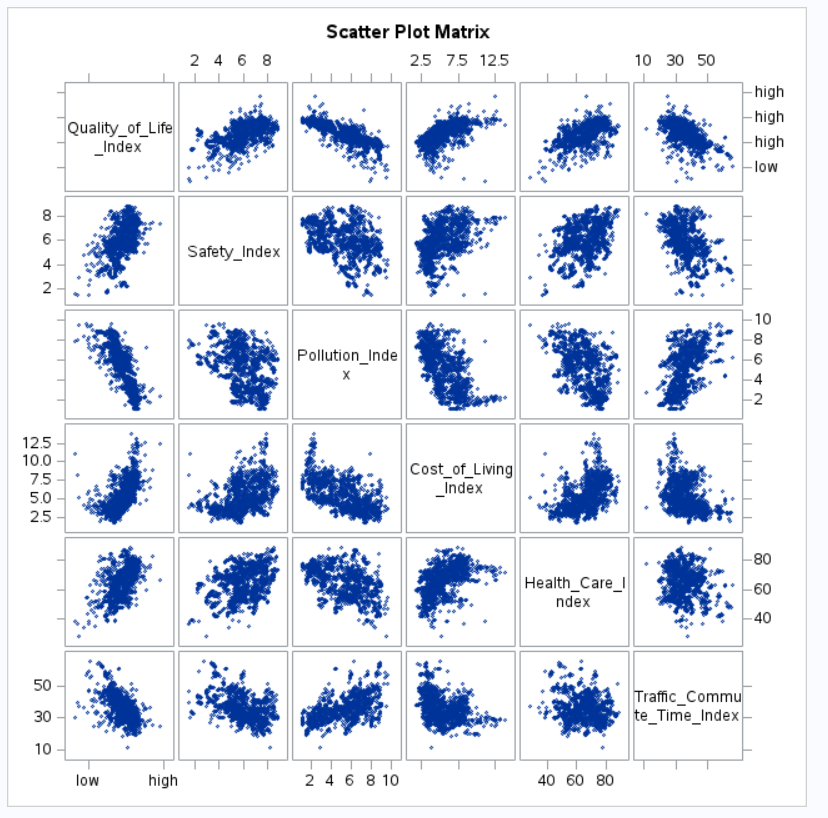 Scatter Plot Matrix
2 4 6 8 2.5 7.5 12.5 10 30 50
Quality_of_Life
_Index
high
high
high
low
8
6
4
2
Safety_Index
Pollution_Inde
x
10
8
6
4
2
12.5
10.0
7.5
5.0
2.5
Cost_of_Living
_Index
Health_Care_I
ndex
80
60
40
50
30
10
Traffic_Commu
te_Time_Index
low high 2 4 6 8 10 40 60 80